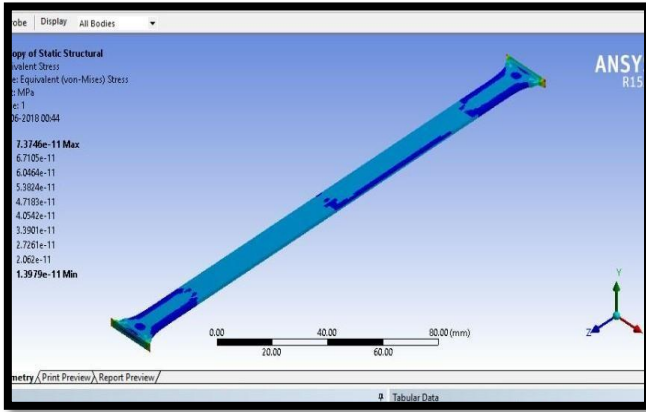 robe Display All Bodies
opy of Static Structural
ivalent Stress
e: Equivalent (von-Mises) Stress
: MPa
e: 1
06-2018 00:44
7.3746e-11 Max
6.7105e-11
6.0464e-11
5.3824e-11
4.7183e-11
4.0542e-11
3.3901e-11
2.7261e-11
2.062e-11
1.3979e-11 Min
ANSY
R15
Y
Z
0.00 40.00 80.00 (mm)
20.00 60.00
metry Print Preview Report Preview
Tabular Data